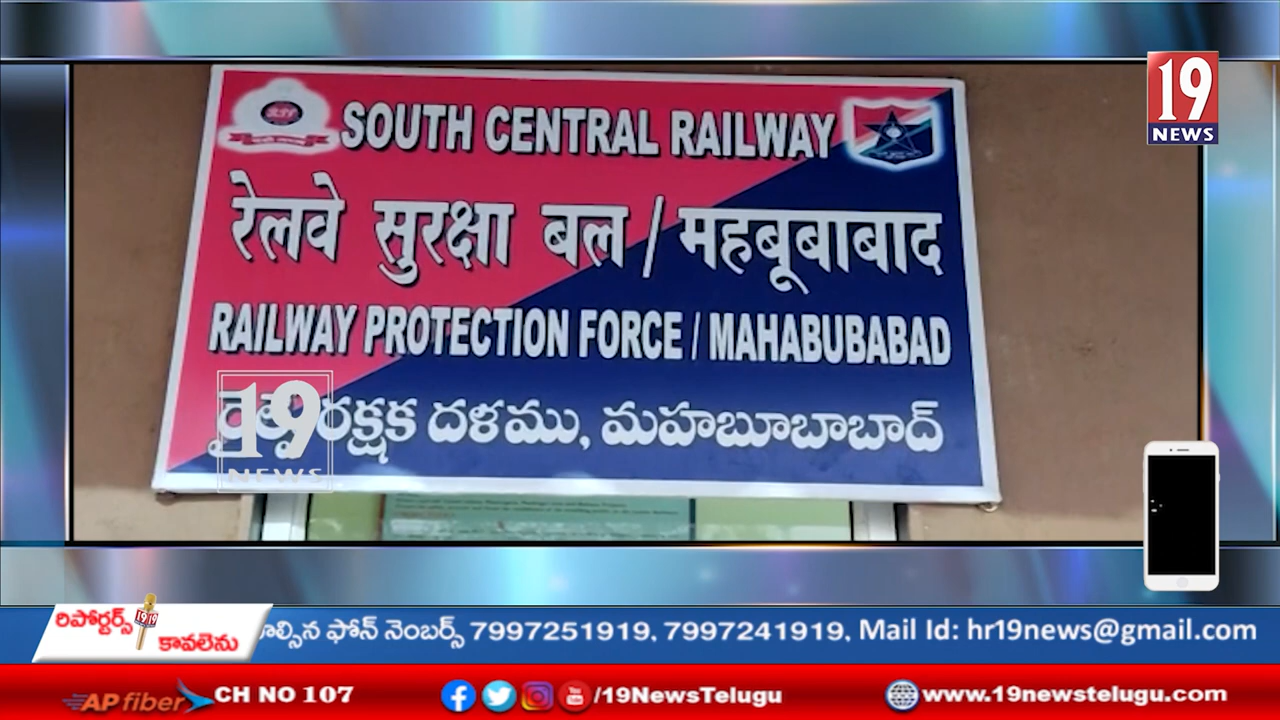 19
NEWS
SOUTH CENTRAL RAILWAY
रेलवे सुरक्षा बल / महबूबाबाद
RAILWAY PROTECTION FORCE / MAHABUBABAD
రక్షక దళము, మహబూబాబాద్
19
NEWS
రిపోర్టర్స్
కావలెను
ఫోన్ నెంబర్స్ 7997251919, 7997241919, Mail Id: hr19news@gmail.com
AP fiber CH NO 107
/19NewsTelugu
www.19newstelugu.com